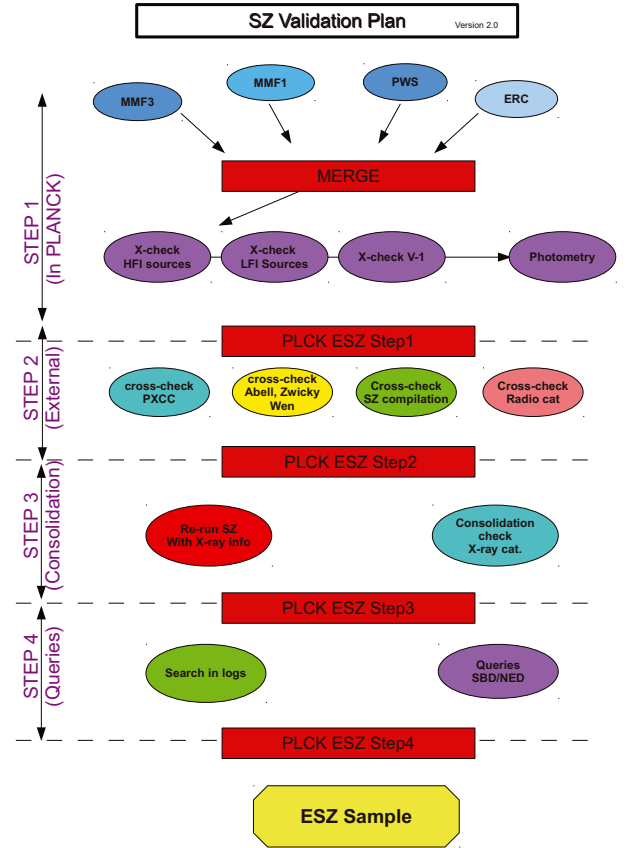 SZ Validation Plan
Version 2.0
MMF3
MMF1
PWS
ERC
MERGE
STEP 1
(In PLANCK)
X-check
HFI sources
X-check
LFI Sources
X-check V-1
Photometry
PLCK ESZ Step1
STEP 2
(External)
cross-check
PXCC
cross-check
Abell, Zwicky
Wen
Cross-check
SZ compilation
Cross-check
Radio cat
PLCK ESZ Step2
STEP 3
(Consolidation)
Re-run SZ
With X-ray info
Consolidation
check
X-ray cat.
PLCK ESZ Step3
STEP 4
(Queries)
Search in logs
Queries
SBD/NED
PLCK ESZ Step4
ESZ Sample